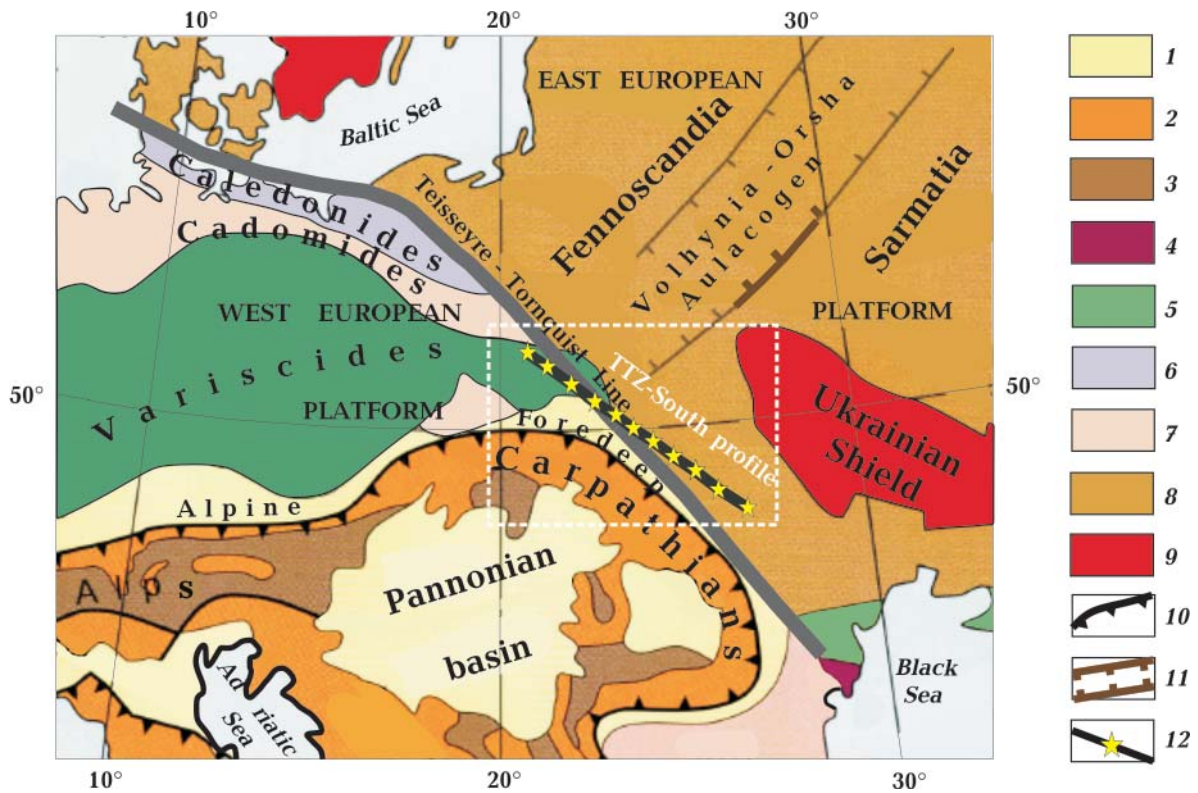 10°
20°
30°
1
2
3
4
5
6
7
8
9
10
11
12
50°
50°
EAST EUROPEAN
Baltic Sea
Fennoscandia
Volhynia - Orsha
Aulacogen
Sarmatia
Caledonides
Cadomides
Teisseyre - Tornquist Line
WEST EUROPEAN
PLATFORM
Variscides
PLATFORM
TTZ-South profile
Ukrainian
Shield
Alpine
Foredeep
Carpathians
Alps
Pannonian
basin
Adriatic
Sea
Black
Sea
10°
20°
30°